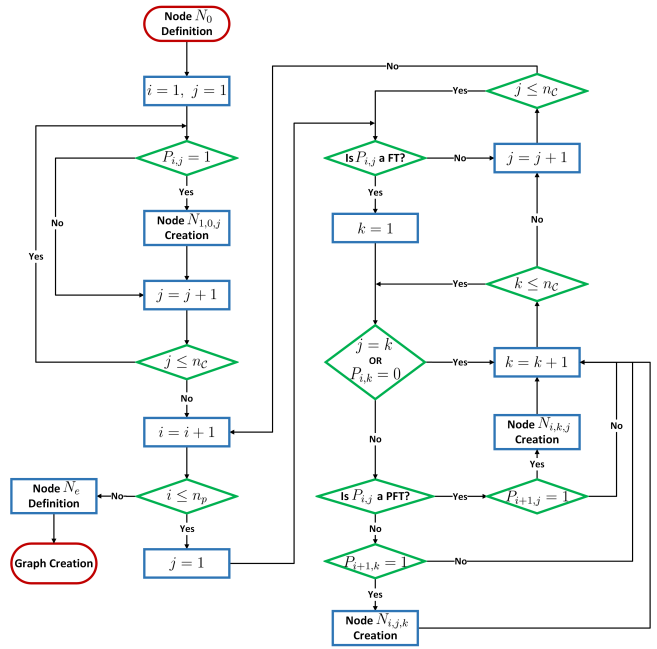 Node N_0
Definition
i = 1, j = 1
P_{i,j} = 1
Yes
No
Node N_{1,0,j}
Creation
Yes
j = j + 1
j ≤ n_C
No
i = i + 1
i ≤ n_p
No
Node N_e
Definition
Graph Creation
Yes
j = 1
No
j ≤ n_C
Yes
Is P_{i,j} a FT?
No
j = j + 1
Yes
k = 1
No
k ≤ n_C
Yes
j = k
OR
P_{i,k} = 0
Yes
k = k + 1
No
Node N_{i,k,j}
Creation
No
Yes
Is P_{i,j} a PFT?
Yes
P_{i+1,j} = 1
No
P_{i+1,k} = 1
No
Yes
Node N_{i,j,k}
Creation